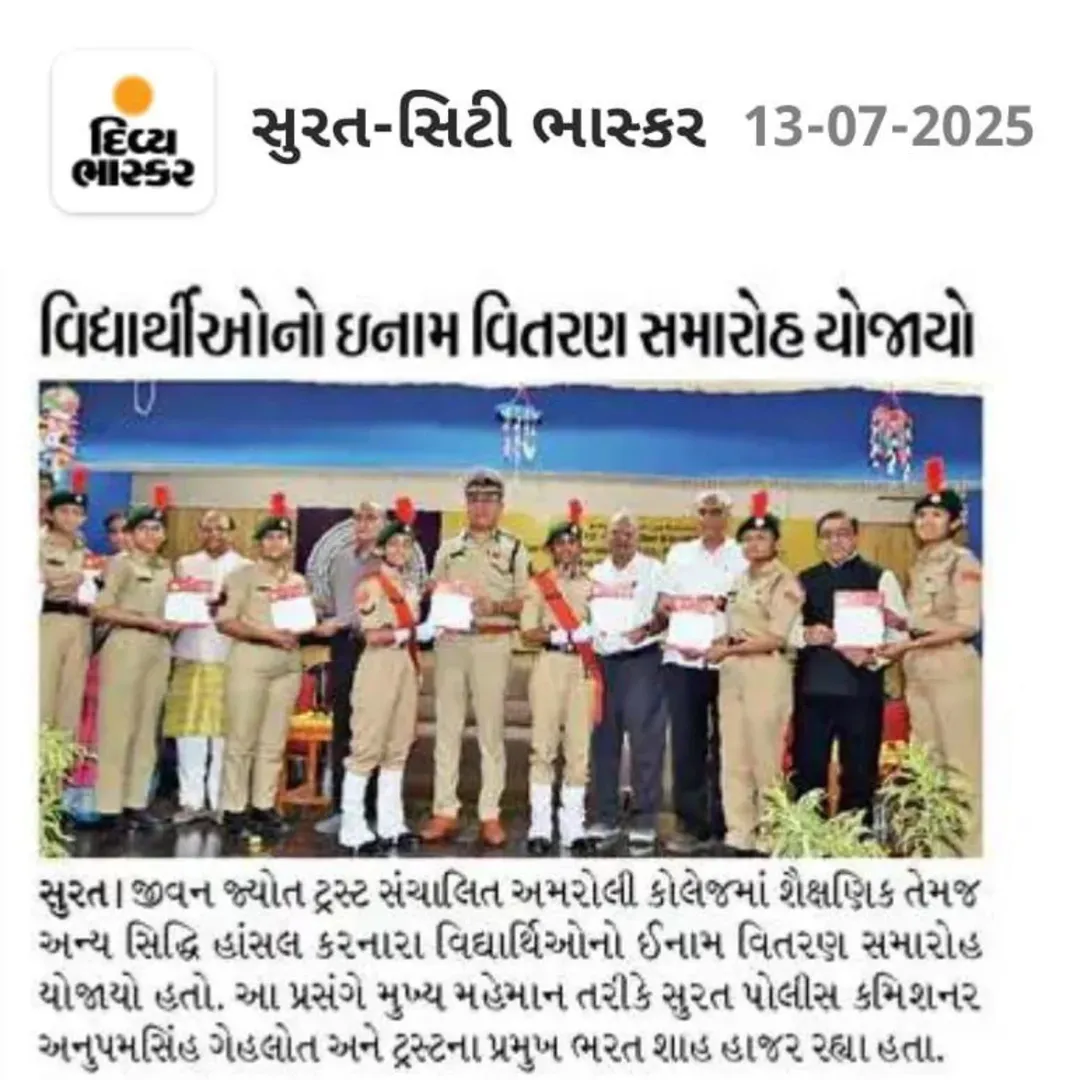 દિવ્ય
ભાસ્કર
સુરત-સિટી ભાસ્કર 13-07-2025
વિદ્યાર્થીઓનો ઇનામ વિતરણ સમારોહ યોજાયો
સુરત। જીવન જ્યોત ટ્રસ્ટ સંચાલિત અમરોલી કોલેજમાં શૈક્ષણિક તેમજ
અન્ય સિદ્ધિ હાંસલ કરનારા વિદ્યાર્થિઓનો ઈનામ વિતરણ સમારોહ
યોજાયો હતો. આ પ્રસંગે મુખ્ય મહેમાન તરીકે સુરત પોલીસ કમિશનર
અનુપમસિંહ ગેહલોત અને ટ્રસ્ટના પ્રમુખ ભરત શાહ હાજર રહ્યા હતા.